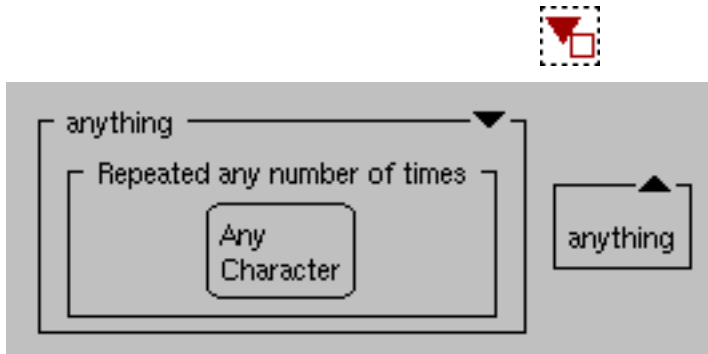 anything
Repeated any number of times
Any
Character
anything